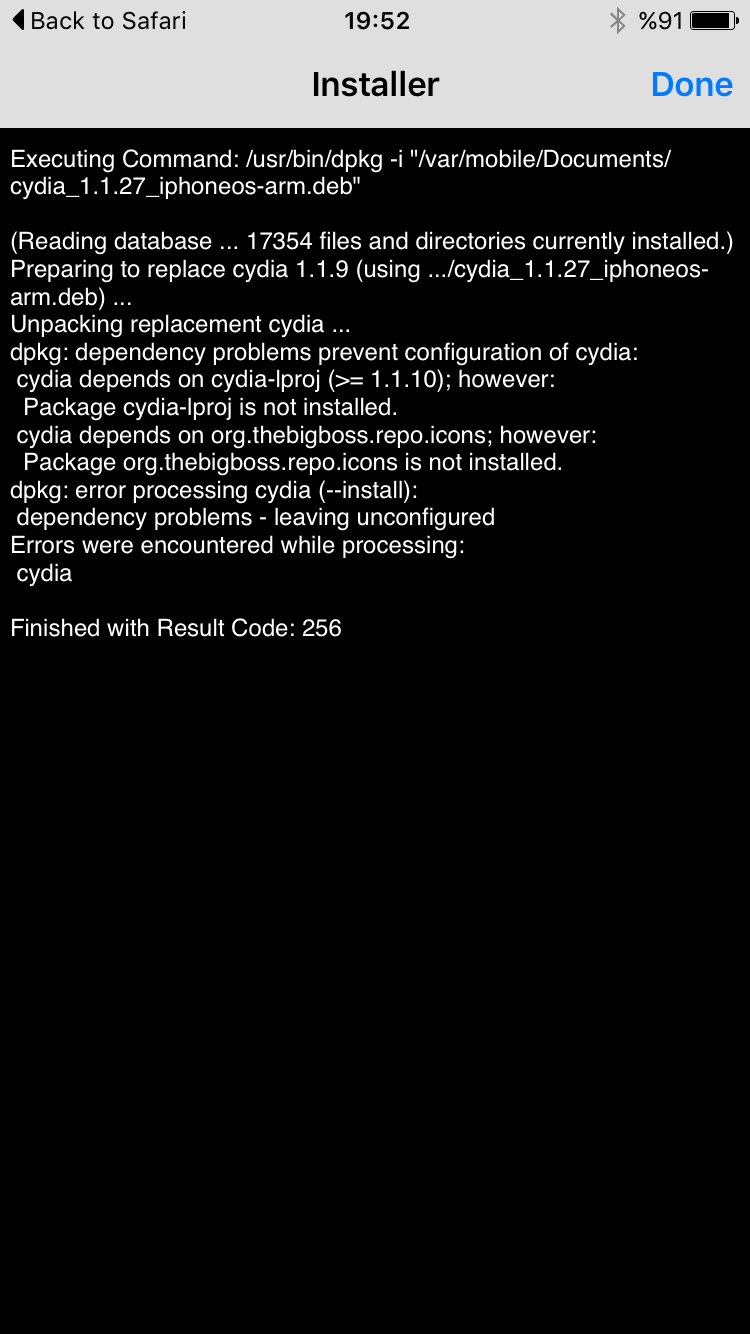 Back to Safari 19:52 %91
Installer Done
Executing Command: /usr/bin/dpkg -i "/var/mobile/Documents/
cydia_1.1.27_iphoneos-arm.deb"
(Reading database ... 17354 files and directories currently installed.)
Preparing to replace cydia 1.1.9 (using .../cydia_1.1.27_iphoneos-
arm.deb) ...
Unpacking replacement cydia ...
dpkg: dependency problems prevent configuration of cydia:
cydia depends on cydia-lproj (>= 1.1.10); however:
Package cydia-lproj is not installed.
cydia depends on org.thebigboss.repo.icons; however:
Package org.thebigboss.repo.icons is not installed.
dpkg: error processing cydia (--install):
dependency problems - leaving unconfigured
Errors were encountered while processing:
cydia
Finished with Result Code: 256